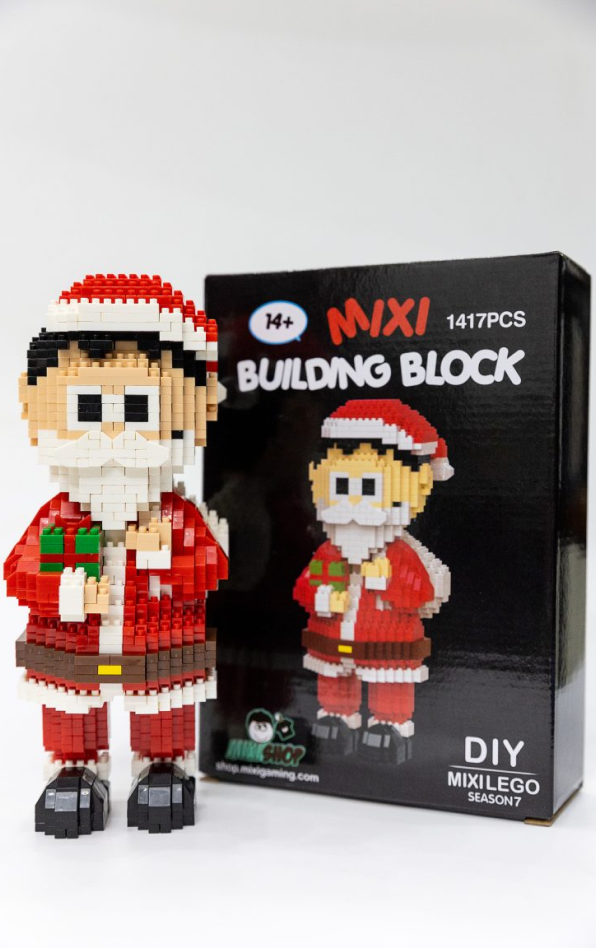 14+
MIXI
1417PCS
BUILDING BLOCK
MIXI SHOP
shop.mixigaming.com
DIY
MIXILEGO
SEASON7